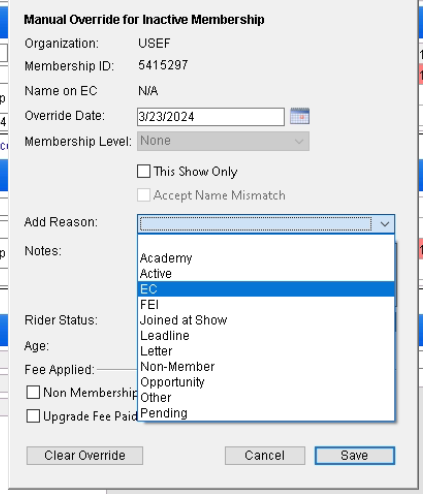 Manual Override for Inactive Membership
Organization: USEF
Membership ID: 5415297
Name on EC N/A
Override Date: 3/23/2024
Membership Level: None
This Show Only
Accept Name Mismatch
Add Reason:
Notes:
Academy
Active
EC
FEI
Joined at Show
Leadline
Letter
Non-Member
Opportunity
Other
Pending
Rider Status:
Age:
Fee Applied:
Non Membership
Upgrade Fee Paid
Clear Override Cancel Save